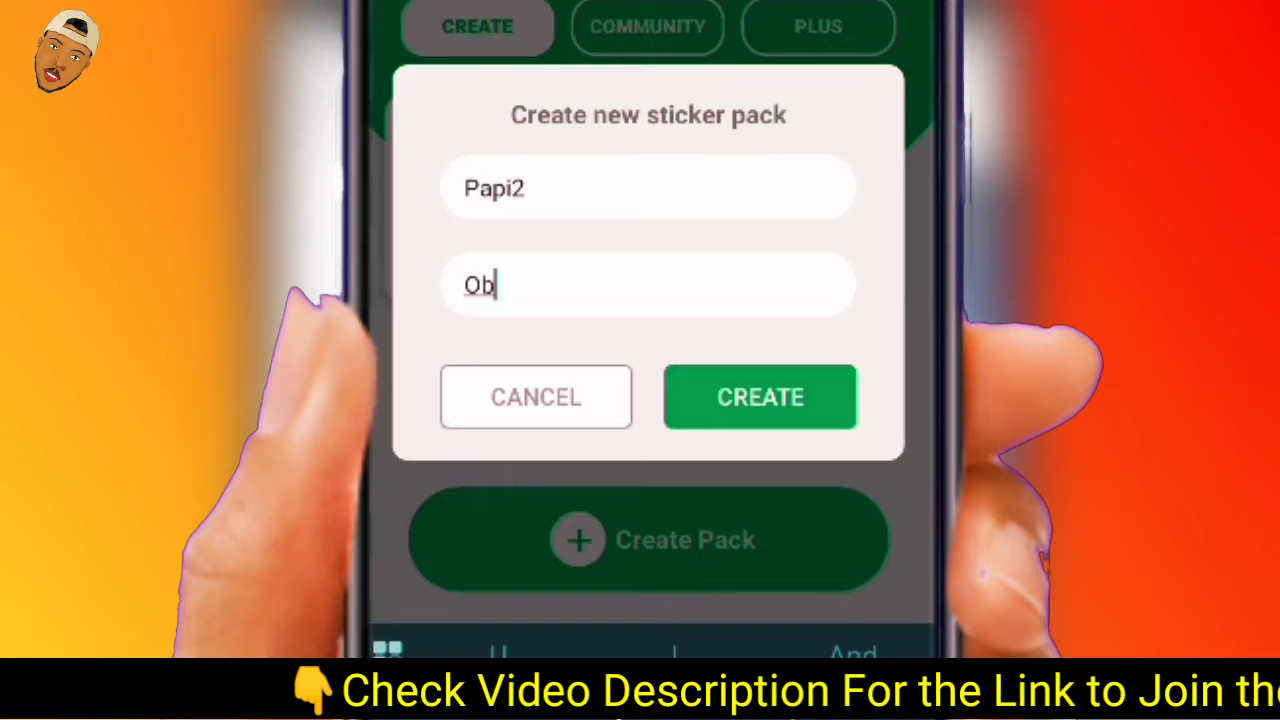 CREATE
COMMUNITY
PLUS
Create new sticker pack
Papi2
Ob
CANCEL
CREATE
Create Pack
And
👇Check Video Description For the Link to Join the